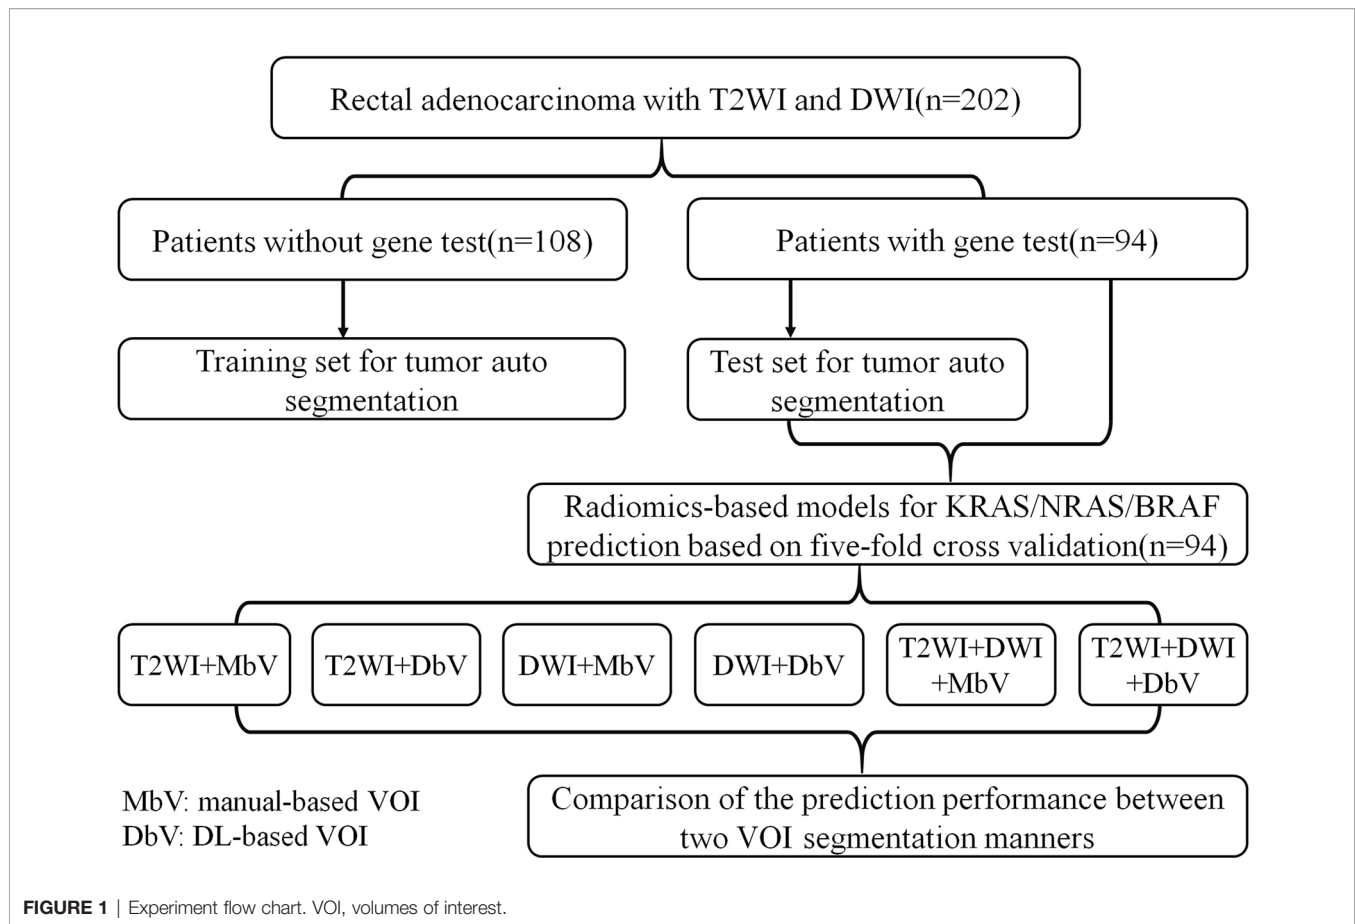 Rectal adenocarcinoma with T2WI and DWI(n=202)
Patients without gene test(n=108)
Patients with gene test(n=94)
Training set for tumor auto
segmentation
Test set for tumor auto
segmentation
Radiomics-based models for KRAS/NRAS/BRAF
prediction based on five-fold cross validation(n=94)
T2WI+MbV
T2WI+DbV
DWI+MbV
DWI+DbV
T2WI+DWI
+MbV
T2WI+DWI
+DbV
MbV: manual-based VOI
DbV: DL-based VOI
Comparison of the prediction performance between
two VOI segmentation manners
FIGURE 1 | Experiment flow chart. VOI, volumes of interest.